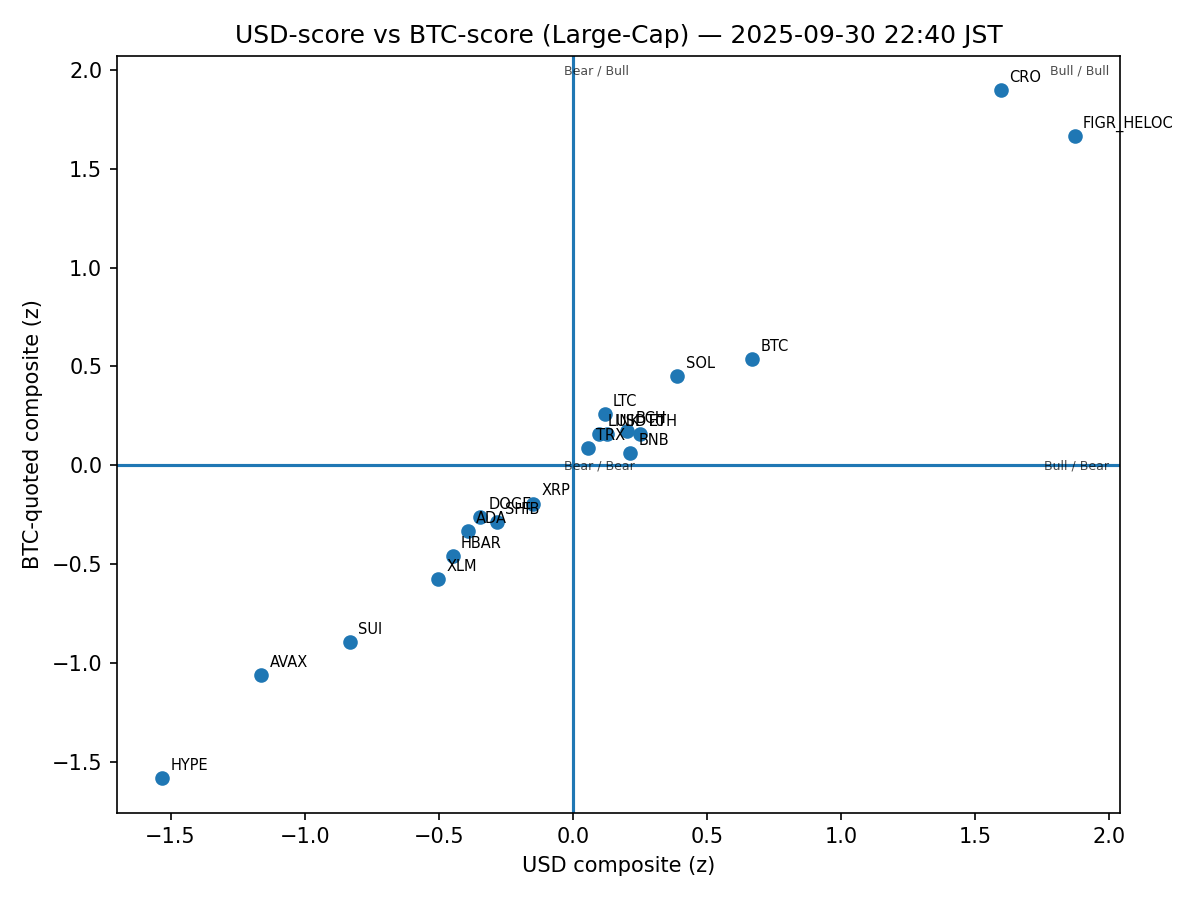 USD-score vs BTC-score (Large-Cap) — 2025-09-30 22:40 JST
2.0
Bear / Bull
Bull / Bull
CRO
FIGR_HELOC
1.5
1.0
0.5
BTC
SOL
LTC
BCH
LINK
ETH
TRX
BNB
0.0
Bear / Bear
Bull / Bear
XRP
DOGE
SHIB
ADA
HBAR
−0.5
XLM
SUI
AVAX
−1.0
−1.5
HYPE
BTC-quoted composite (z)
−1.5
−1.0
−0.5
0.0
0.5
1.0
1.5
2.0
USD composite (z)